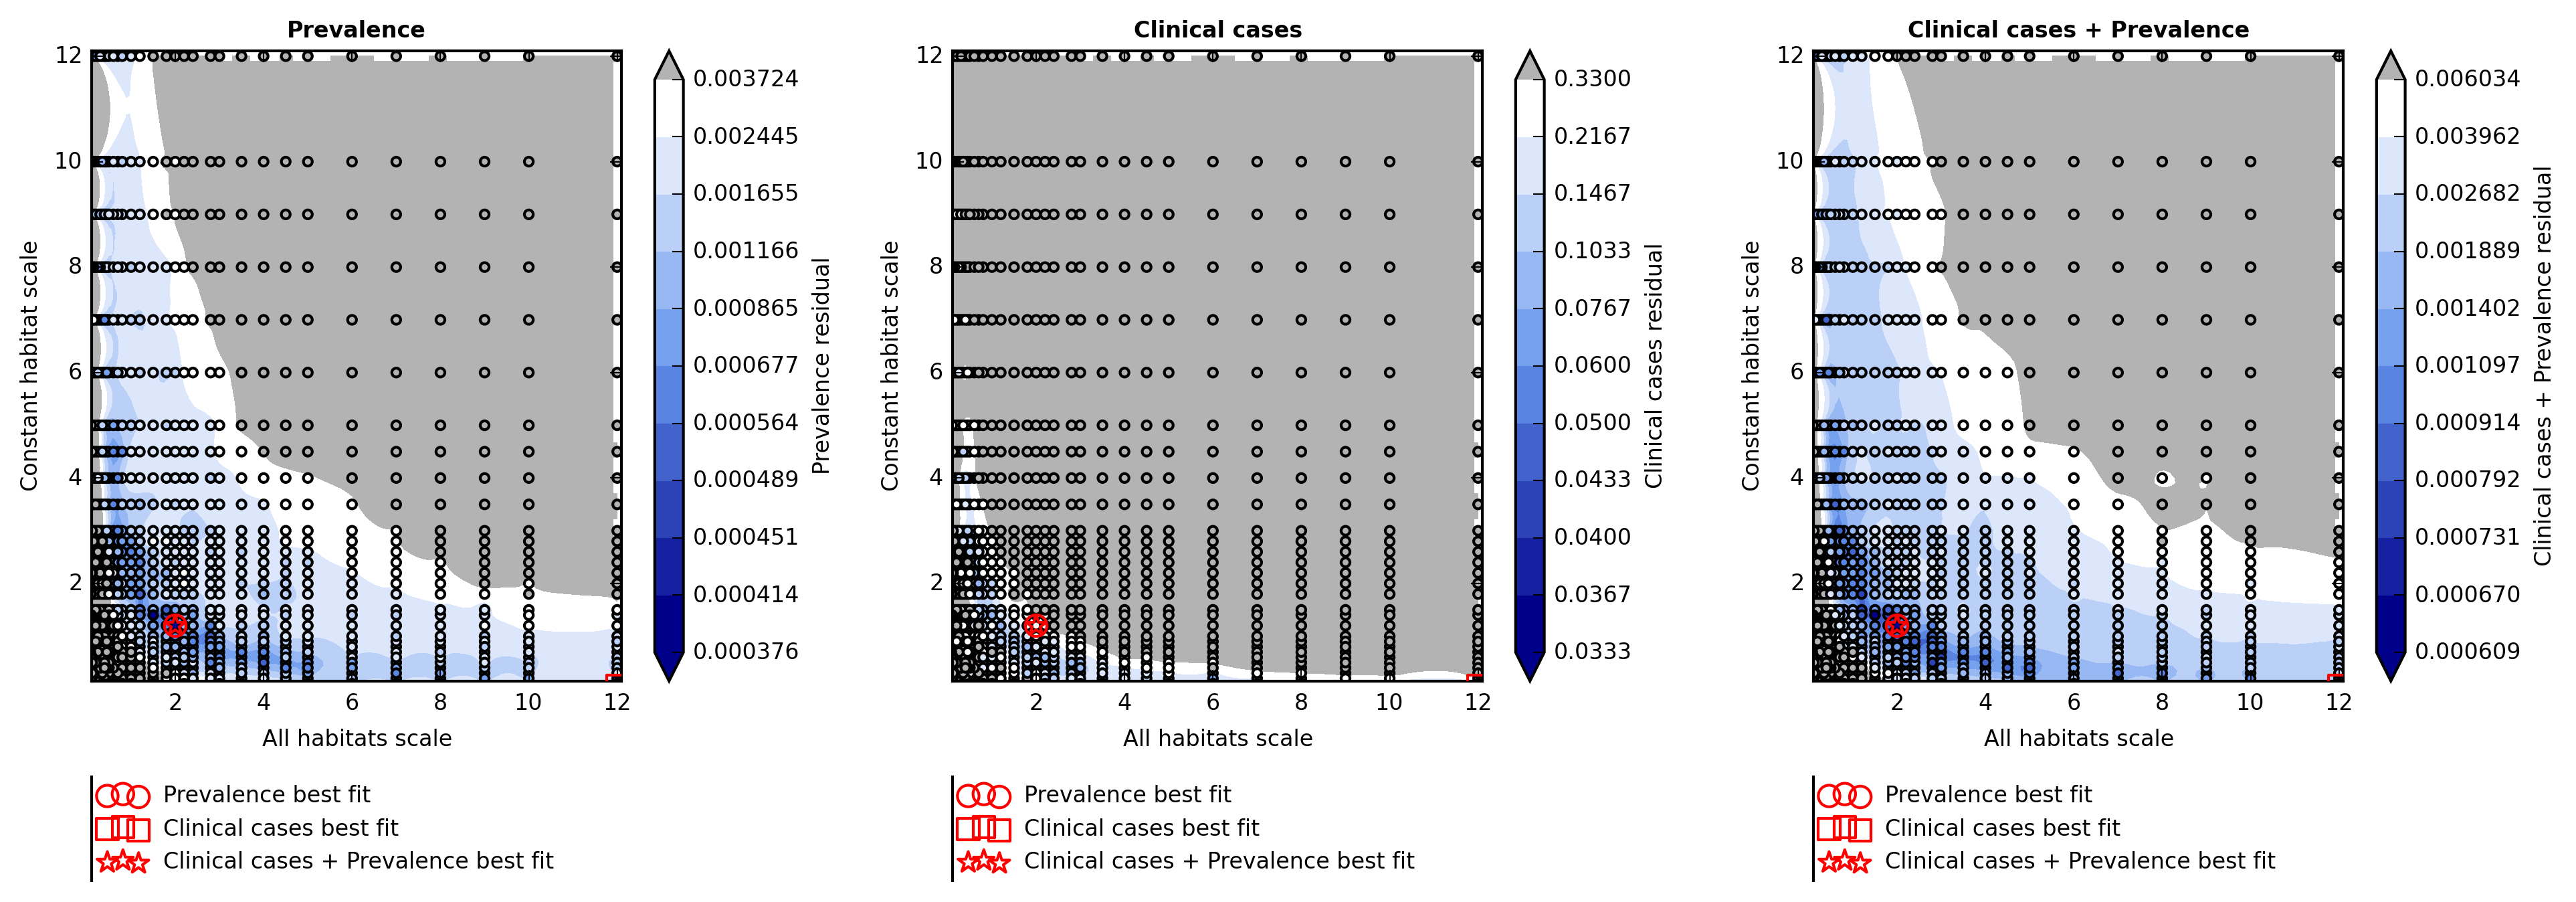 Prevalence
12
10
8
6
4
2
Constant habitat scale
2 4 6 8 10 12
All habitats scale
0.003724
0.002445
0.001655
0.001166
0.000865
0.000677
0.000564
0.000489
0.000451
0.000414
0.000376
Prevalence residual
Prevalence best fit
Clinical cases best fit
Clinical cases + Prevalence best fit
Clinical cases
12
10
8
6
4
2
Constant habitat scale
2 4 6 8 10 12
All habitats scale
0.3300
0.2167
0.1467
0.1033
0.0767
0.0600
0.0500
0.0433
0.0400
0.0367
0.0333
Clinical cases residual
Prevalence best fit
Clinical cases best fit
Clinical cases + Prevalence best fit
Clinical cases + Prevalence
12
10
8
6
4
2
Constant habitat scale
2 4 6 8 10 12
All habitats scale
0.006034
0.003962
0.002682
0.001889
0.001402
0.001097
0.000914
0.000792
0.000731
0.000670
0.000609
Clinical cases + Prevalence residual
Prevalence best fit
Clinical cases best fit
Clinical cases + Prevalence best fit